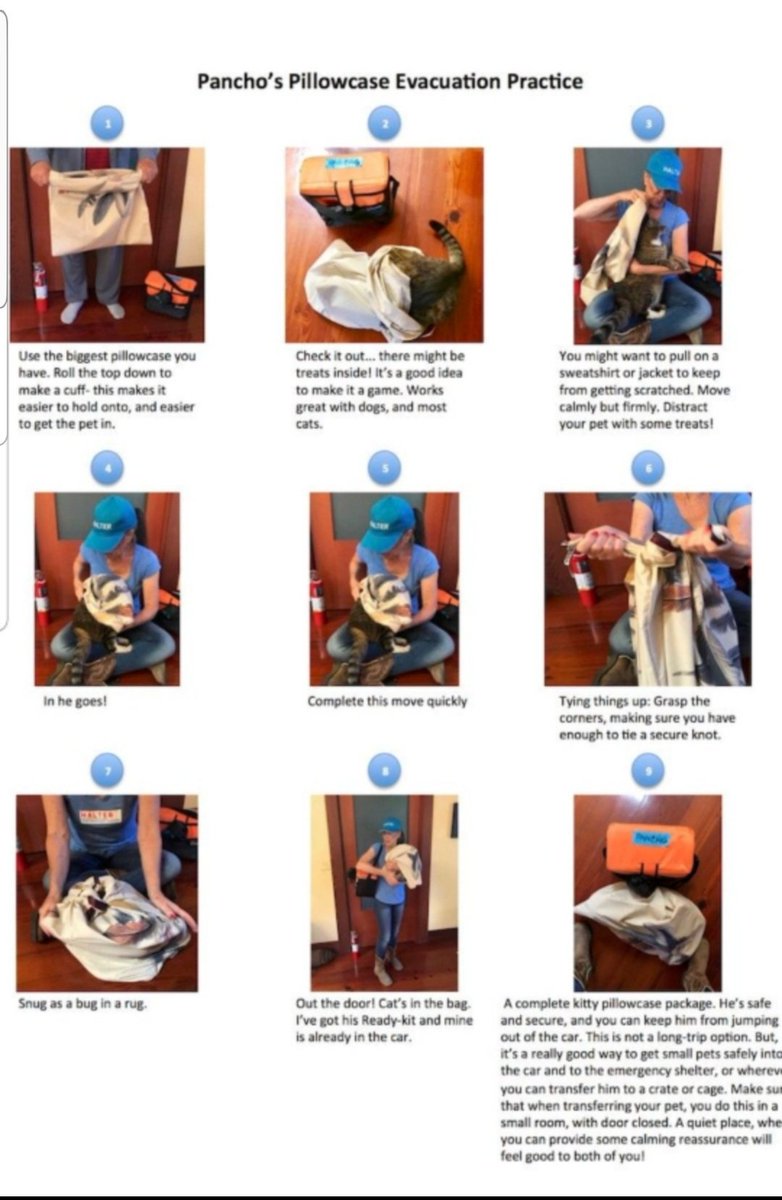 Pancho's Pillowcase Evacuation Practice
1
2
3
Use the biggest pillowcase you
have. Roll the top down to
make a cuff- this makes it
easier to hold onto, and easier
to get the pet in.
Check it out... there might be
treats inside! It's a good idea
to make it a game. Works
great with dogs, and most
cats.
You might want to pull on a
sweatshirt or jacket to keep
from getting scratched. Move
calmly but firmly. Distract
your pet with some treats!
4
5
6
HALTER
HALTER
In he goes!
Complete this move quickly
Tying things up: Grasp the
corners, making sure you have
enough to tie a secure knot.
7
8
9
HALTER
PANCHO
Snug as a bug in a rug.
Out the door! Cat's in the bag.
I've got his Ready-kit and mine
is already in the car.
A complete kitty pillowcase package. He's safe
and secure, and you can keep him from jumping
out of the car. This is not a long-trip option. But,
it's a really good way to get small pets safely into
the car and to the emergency shelter, or whereve
you can transfer him to a crate or cage. Make sur
that when transferring your pet, you do this in a
small room, with door closed. A quiet place, whe
you can provide some calming reassurance will
feel good to both of you!